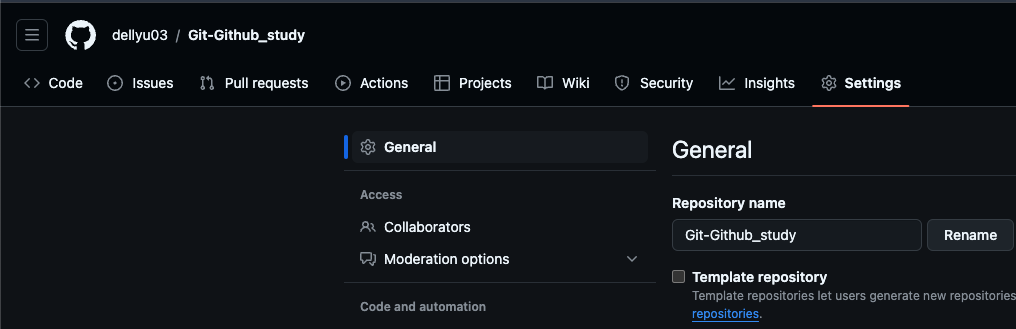 dellyu03 / Git-Github_study
Code Issues Pull requests Actions Projects Wiki Security Insights Settings
General
Access
Collaborators
Moderation options
Code and automation
General
Repository name
Git-Github_study Rename
Template repository
Template repositories let users generate new repositories
repositories.